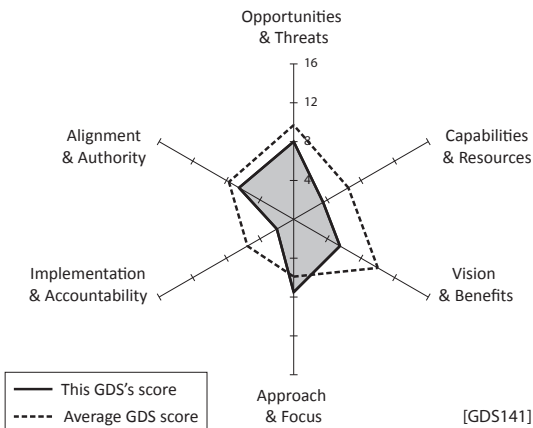 Opportunities
& Threats
16
12
8
4
Alignment
& Authority
Capabilities
& Resources
Implementation
& Accountability
Vision
& Benefits
This GDS's score
Average GDS score
Approach
& Focus
[GDS141]